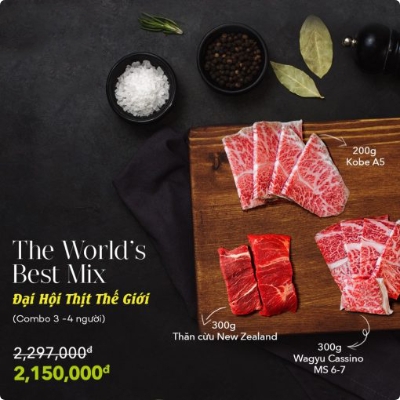 200g
Kobe A5
The World's
Best Mix
Đại Hội Thịt Thế Giới
(Combo 3 -4 người)
2,297,000đ
2,150,000đ
300g
Thăn cừu New Zealand
300g
Wagyu Cassino
MS 6-7